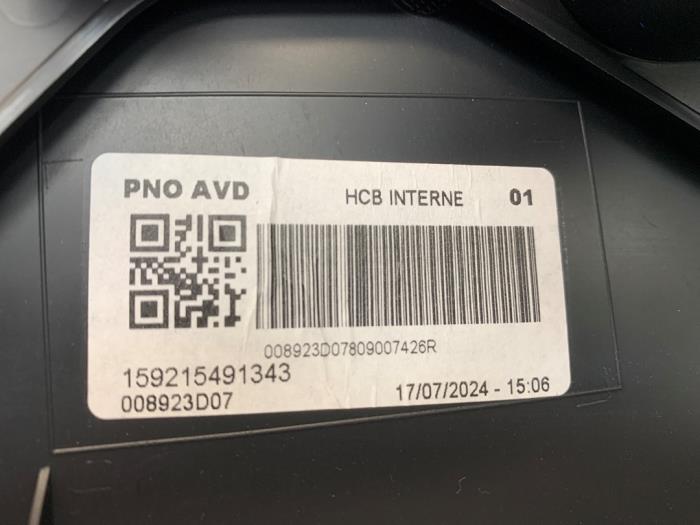 PNO AVD HCB INTERNE 01
008923D07809007426R
159215491343
008923D07 17/07/2024 - 15:06